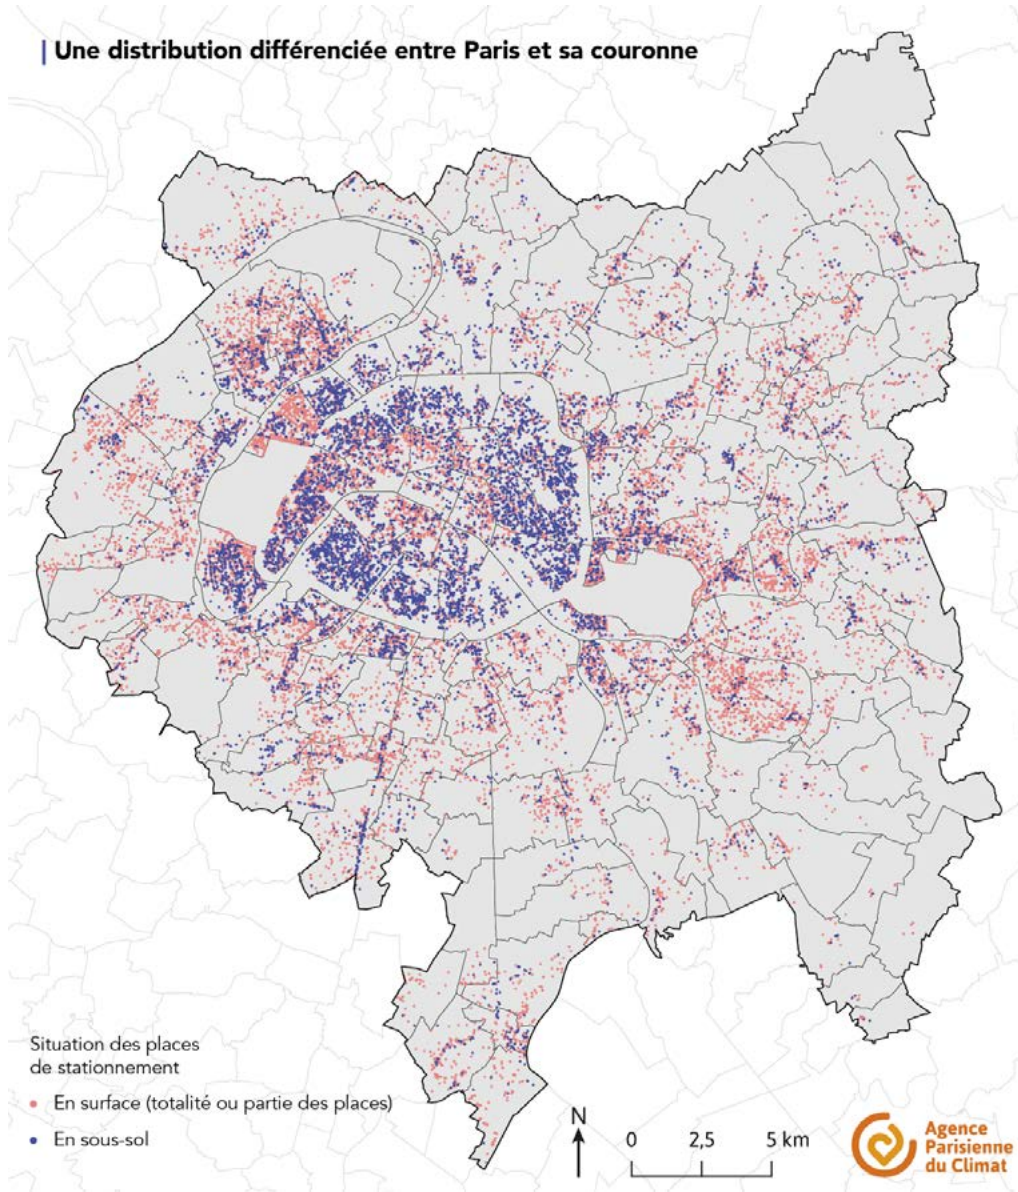 Une distribution différenciée entre Paris et sa couronne
Situation des places
de stationnement
En surface (totalité ou partie des places)
En sous-sol
N
0 2,5 5 km
Agence
Parisienne
du Climat